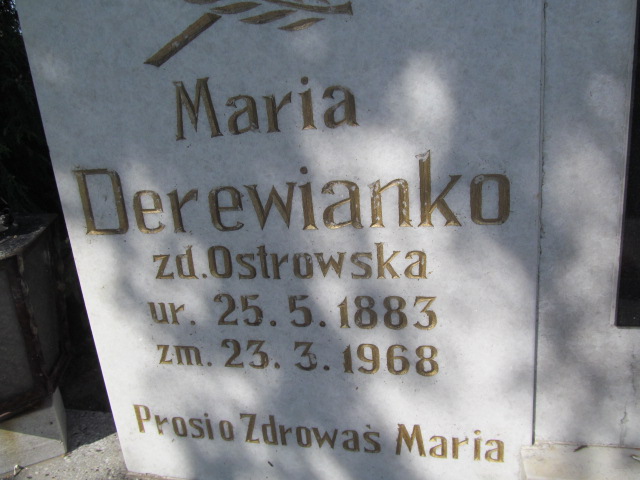 Maria
Derewianko
zd. Ostrowska
ur. 25.5.1883
zm. 23.3.1968
Prosi o Zdrowaś Maria